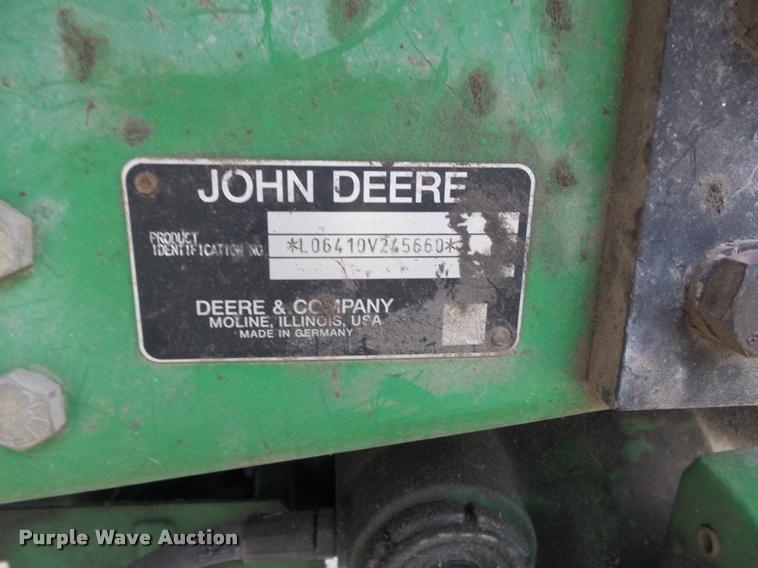 JOHN DEERE
PRODUCT
IDENTIFICATION NO
*L06410V245660*
DEERE & COMPANY
MOLINE, ILLINOIS, USA
MADE IN GERMANY
Purple Wave Auction